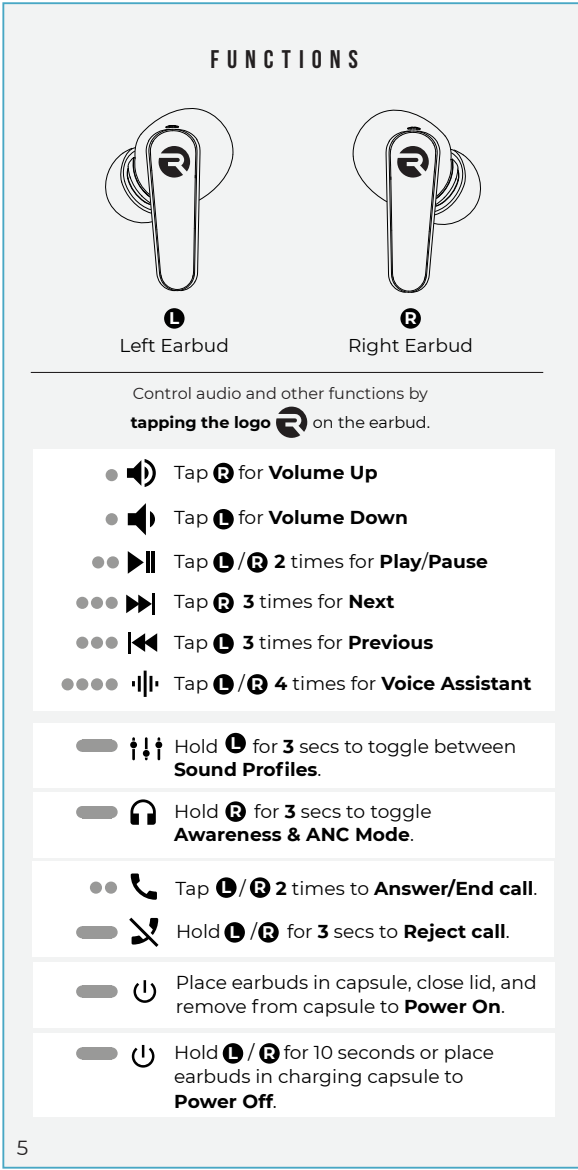 FUNCTIONS
L
R
Left Earbud
Right Earbud
Control audio and other functions by
tapping the logo R on the earbud.
Tap R for Volume Up
Tap L for Volume Down
Tap L/R 2 times for Play/Pause
Tap R 3 times for Next
Tap L 3 times for Previous
Tap L/R 4 times for Voice Assistant
Hold L for 3 secs to toggle between
Sound Profiles.
Hold R for 3 secs to toggle
Awareness & ANC Mode.
Tap L/R 2 times to Answer/End call.
Hold L/R for 3 secs to Reject call.
Place earbuds in capsule, close lid, and
remove from capsule to Power On.
Hold L/R for 10 seconds or place
earbuds in charging capsule to
Power Off.
5